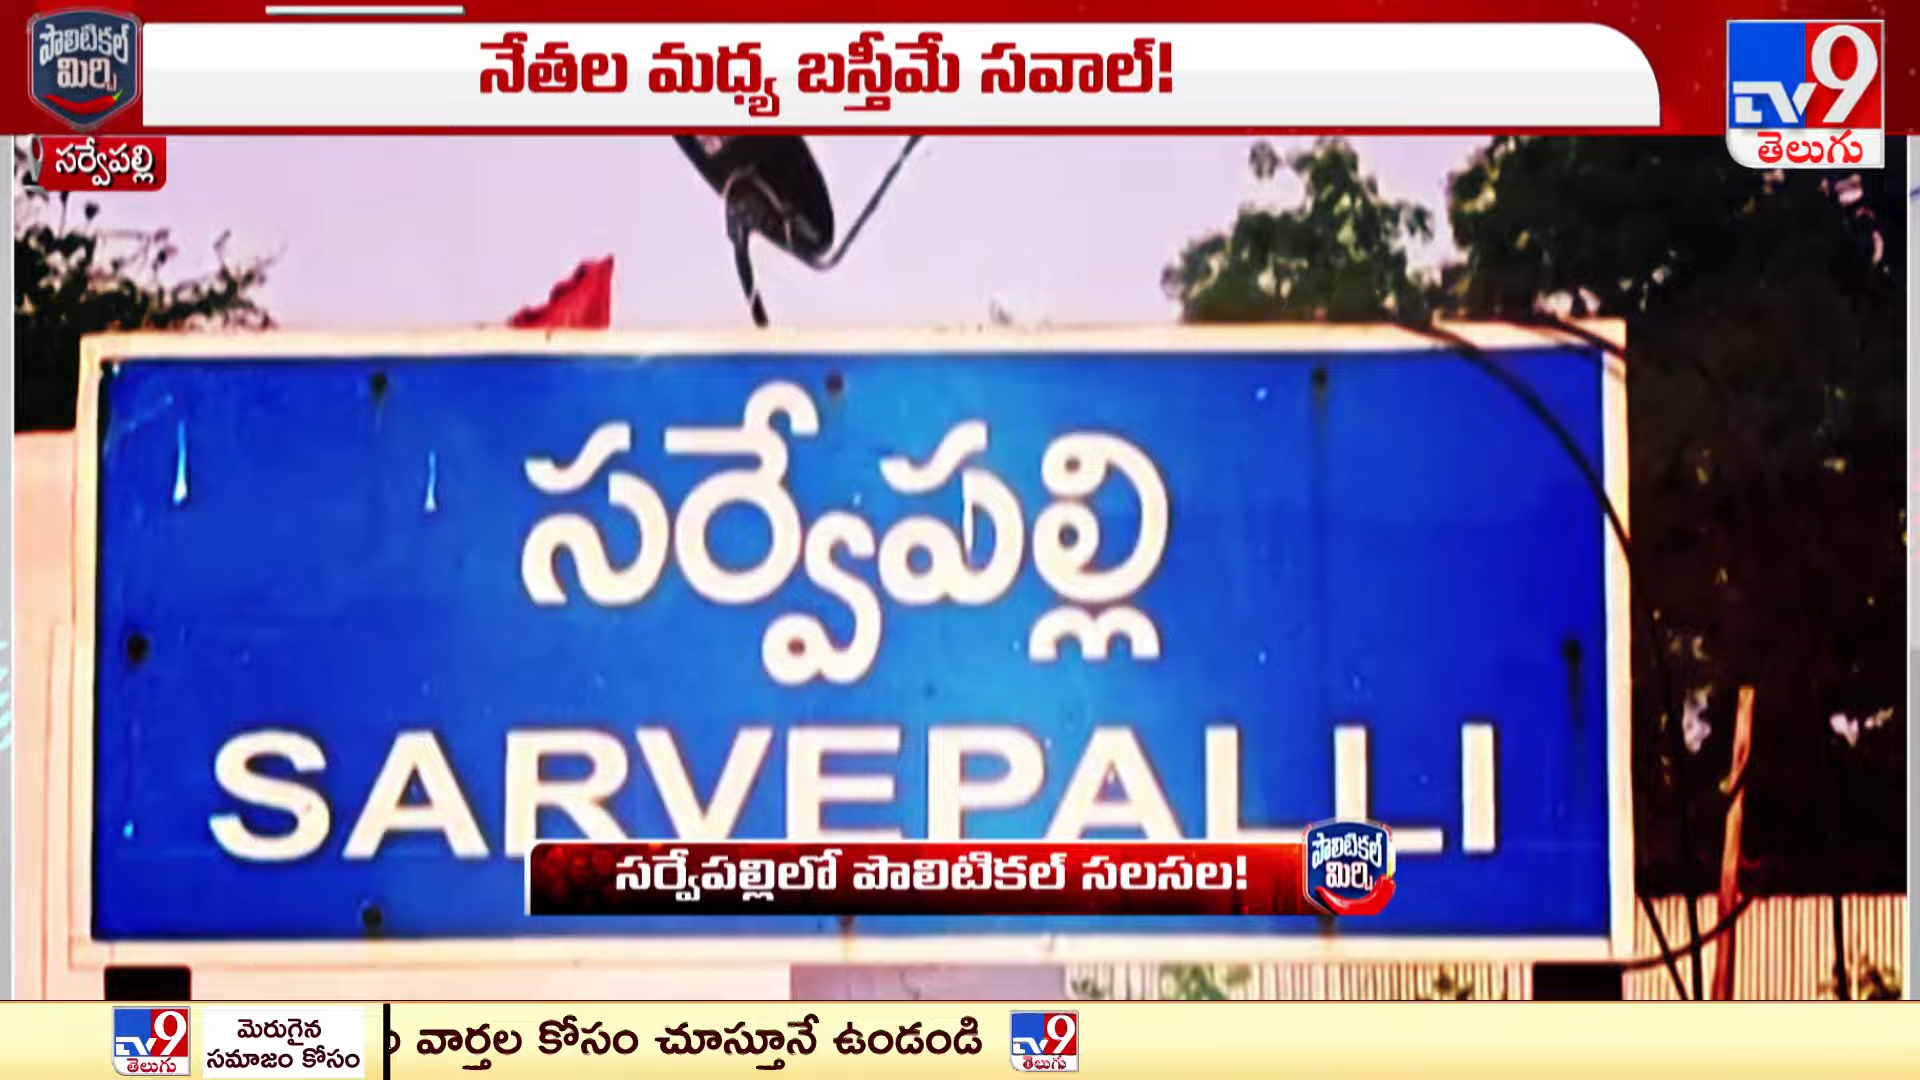 పొలిటికల్
మిర్చి
నేతల మధ్య బస్తీమే సవాల్!
TV9
తెలుగు
సర్వేపల్లి
సర్వేపల్లి
SARVEPALLI
సర్వేపల్లిలో పొలిటికల్ సలసల!
పొలిటికల్
మిర్చి
TV9
తెలుగు
మెరుగైన
సమాజం కోసం
వార్తల కోసం చూస్తూనే ఉండండి
TV9
తెలుగు